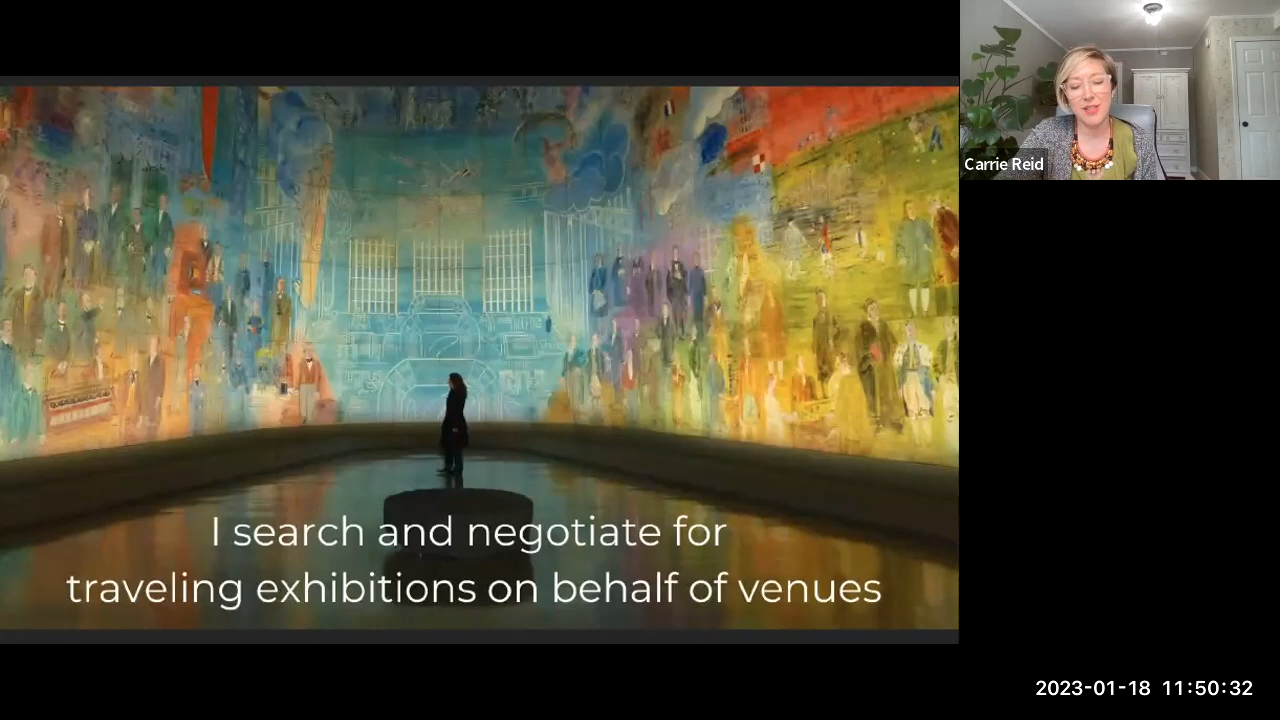 Carrie Reid
I search and negotiate for
traveling exhibitions on behalf of venues
2023-01-18 11:50:32